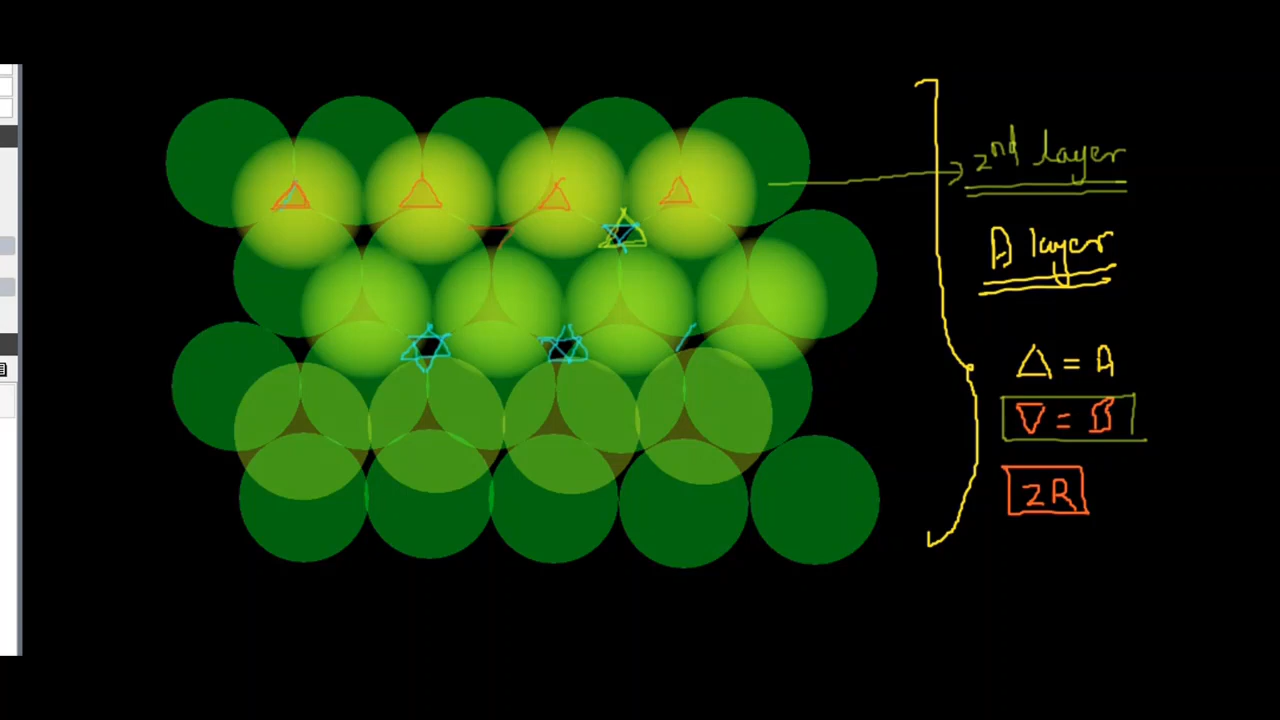 2nd layer
A layer
△ = A
▽ = B
2R